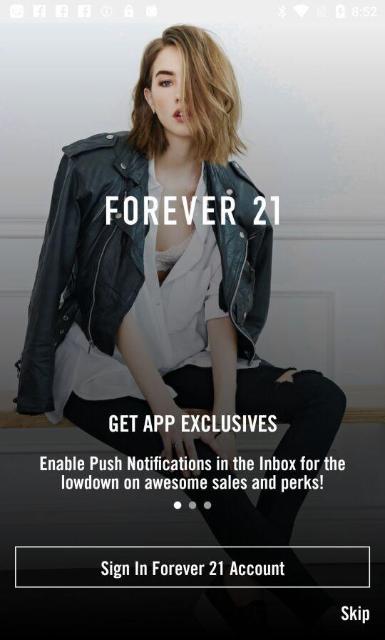 8:52
FOREVER 21
GET APP EXCLUSIVES
Enable Push Notifications in the Inbox for the
lowdown on awesome sales and perks!
Sign In Forever 21 Account
Skip